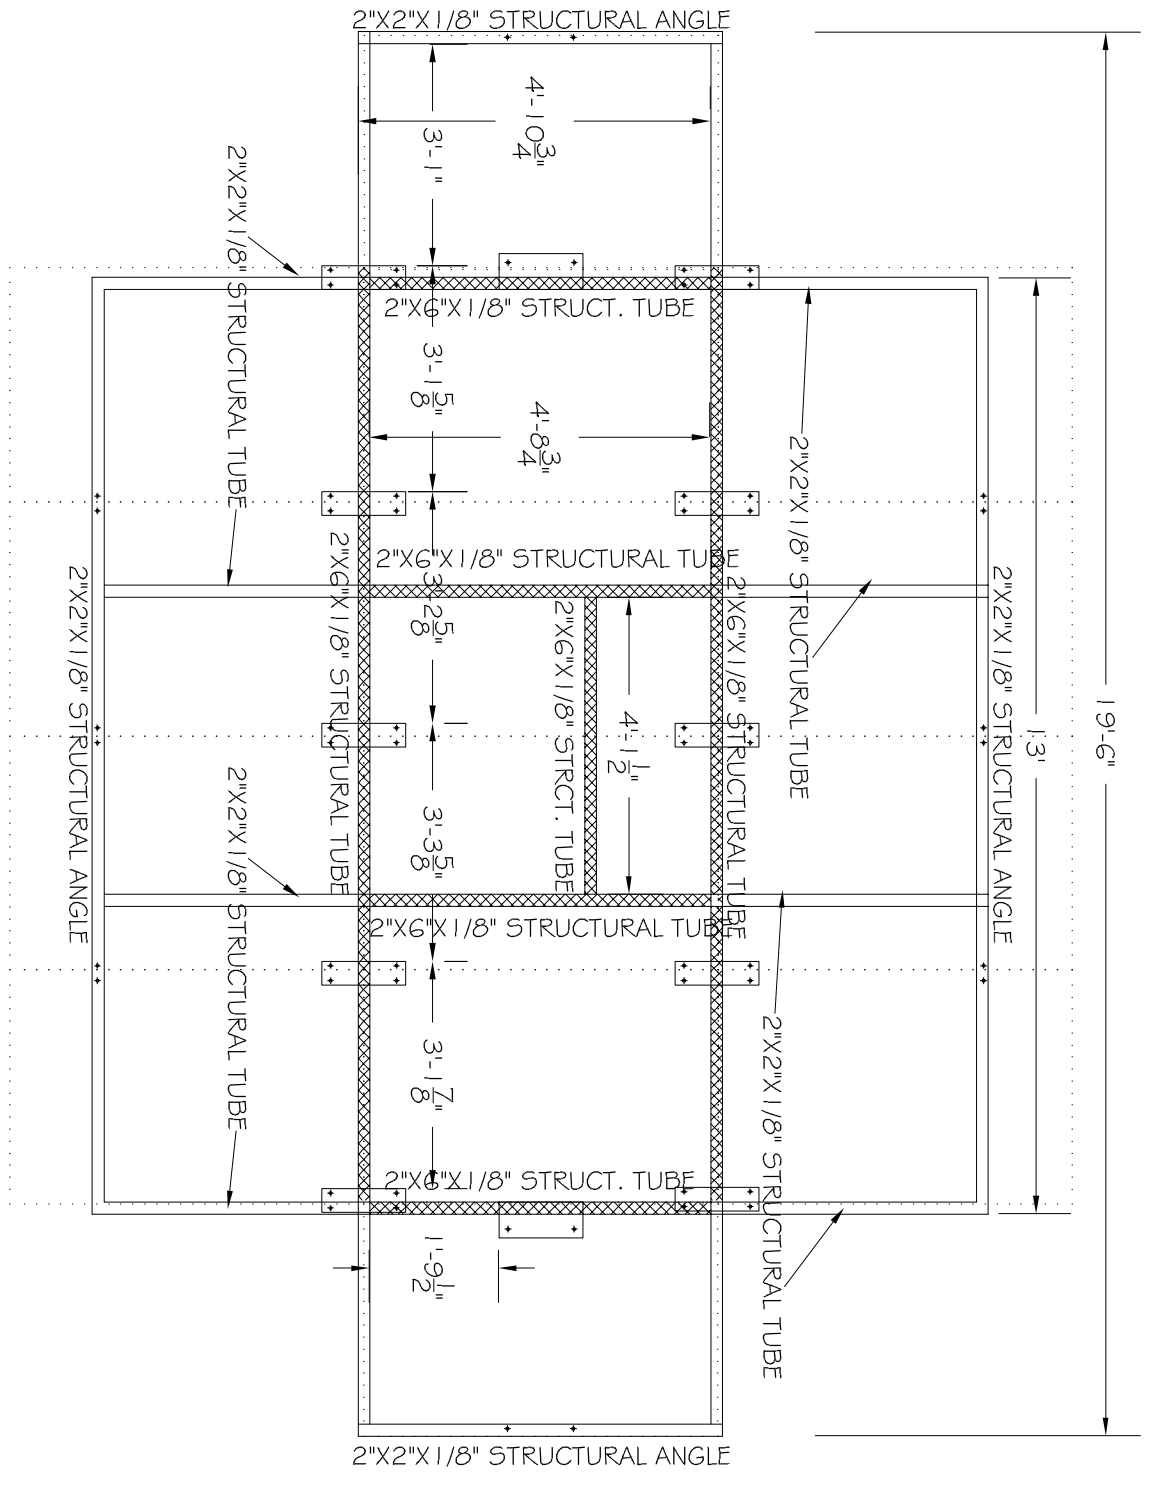 2"X2"X1/8" STRUCTURAL ANGLE
4'-10 3/4"
3'-1"
2"X2"X1/8" STRUCTURAL TUBE
2"X6"X1/8" STRUCT. TUBE
3'-1 5/8"
4'-8 3/4"
2"X2"X1/8" STRUCTURAL TUBE
2"X6"X1/8" STRUCTURAL TUBE
2"X6"X1/8" STRUCTURAL TUBE
3'-2 5/8"
2"X6"X1/8" STRCT. TUBE
2"X6"X1/8" STRUCTURAL TUBE
2"X2"X1/8" STRUCTURAL ANGLE
2"X2"X1/8" STRUCTURAL ANGLE
4'-1 1/2"
13'
19'-6"
2"X2"X1/8" STRUCTURAL TUBE
3'-3 5/8"
2"X6"X1/8" STRUCTURAL TUBE
3'-1 7/8"
2"X2"X1/8" STRUCTURAL TUBE
2"X6"X1/8" STRUCT. TUBE
1'-9 1/2"
2"X2"X1/8" STRUCTURAL ANGLE